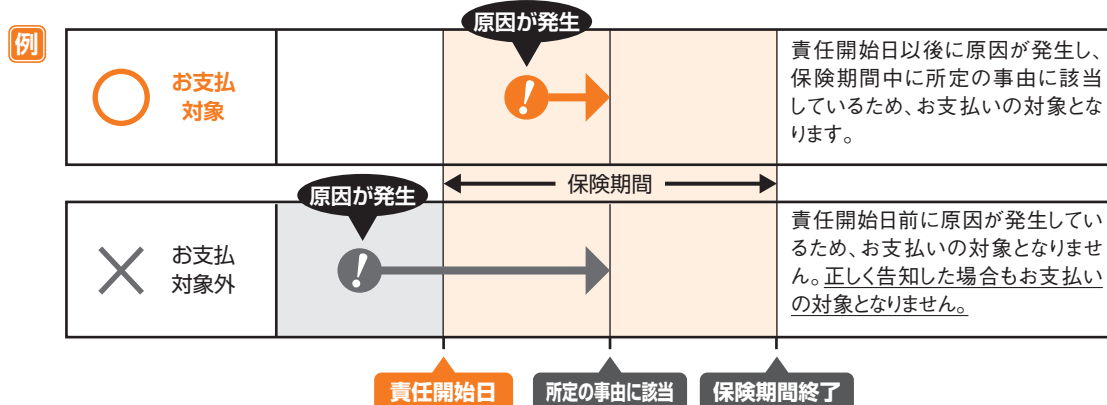 例
原因が発生
お支払
対象
責任開始日以後に原因が発生し、
保険期間中に所定の事由に該当
しているため、お支払いの対象とな
ります。
保険期間
原因が発生
お支払
対象外
責任開始日前に原因が発生してい
るため、お支払いの対象となりませ
ん。正しく告知した場合もお支払い
の対象となりません。
責任開始日
所定の事由に該当
保険期間終了